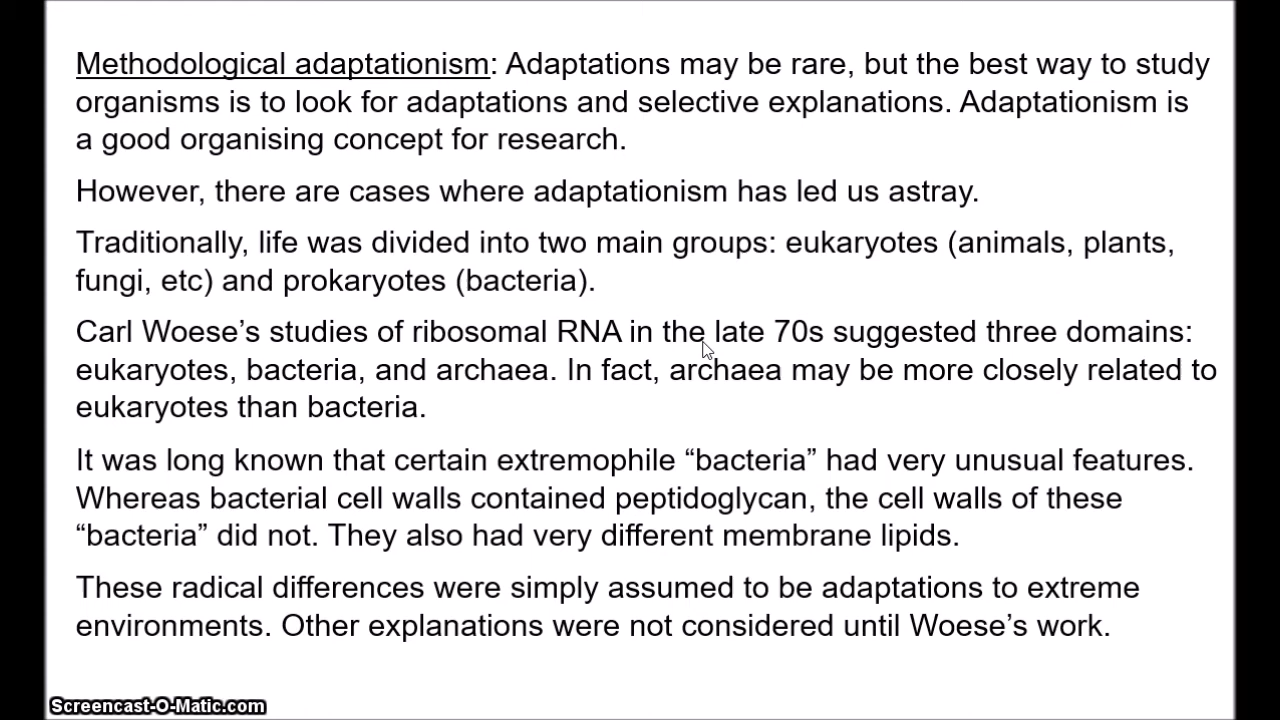 Methodological adaptationism: Adaptations may be rare, but the best way to study
organisms is to look for adaptations and selective explanations. Adaptationism is
a good organising concept for research.
However, there are cases where adaptationism has led us astray.
Traditionally, life was divided into two main groups: eukaryotes (animals, plants,
fungi, etc) and prokaryotes (bacteria).
Carl Woese’s studies of ribosomal RNA in the late 70s suggested three domains:
eukaryotes, bacteria, and archaea. In fact, archaea may be more closely related to
eukaryotes than bacteria.
It was long known that certain extremophile “bacteria” had very unusual features.
Whereas bacterial cell walls contained peptidoglycan, the cell walls of these
“bacteria” did not. They also had very different membrane lipids.
These radical differences were simply assumed to be adaptations to extreme
environments. Other explanations were not considered until Woese’s work.
Screencast-O-Matic.com